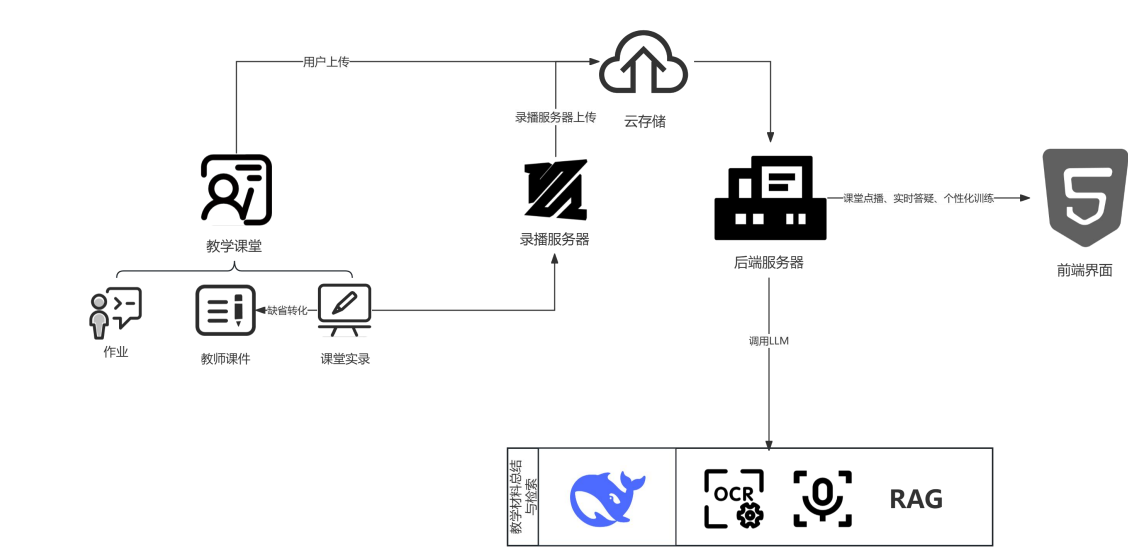 用户上传
录播服务器上传
云存储
教学课堂
录播服务器
后端服务器
课堂点播、实时答疑、个性化训练
前端界面
作业
教师课件
缺省转化
课堂实录
调用LLM
教学材料总结
与检索
OCR
RAG